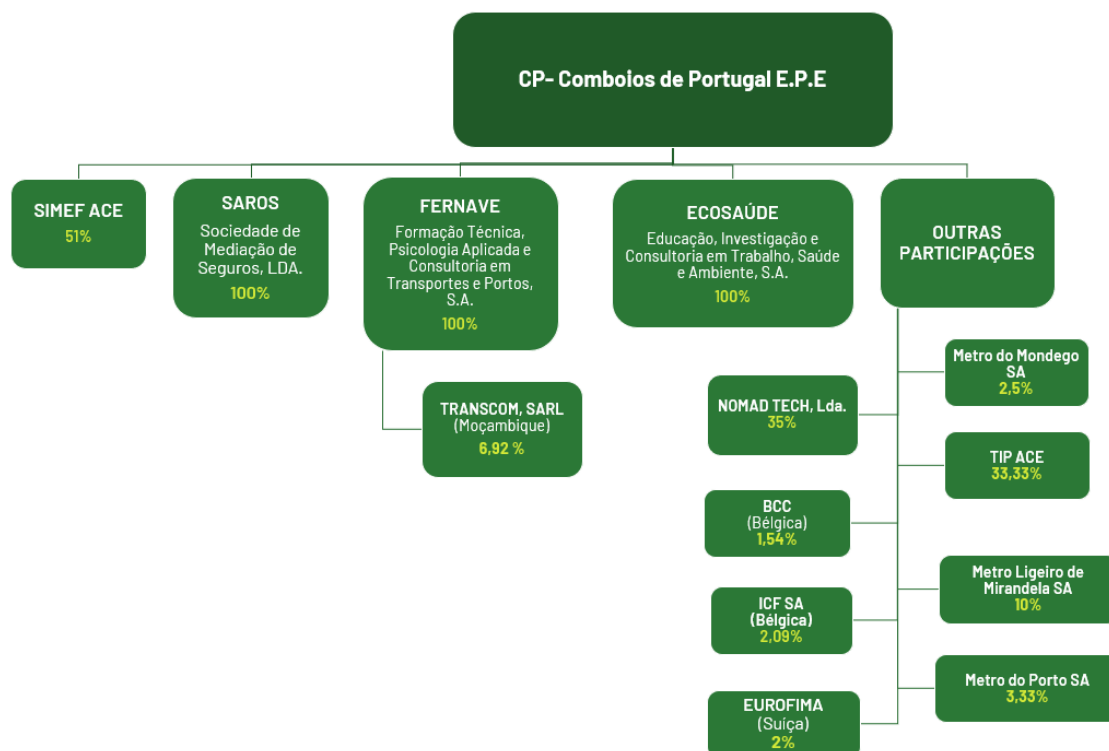 CP- Comboios de Portugal E.P.E
SIMEF ACE
51%
SAROS
Sociedade de
Mediação de
Seguros, LDA.
100%
FERNAVE
Formação Técnica,
Psicologia Aplicada e
Consultoria em
Transportes e Portos,
S.A.
100%
ECOSAÚDE
Educação, Investigação e
Consultoria em Trabalho, Saúde
e Ambiente, S.A.
100%
OUTRAS
PARTICIPAÇÕES
TRANSCOM, SARL
(Moçambique)
6,92 %
NOMAD TECH, Lda.
35%
BCC
(Bélgica)
1,54%
ICF SA
(Bélgica)
2,09%
EUROFIMA
(Suíça)
2%
Metro do Mondego
SA
2,5%
TIP ACE
33,33%
Metro Ligeiro de
Mirandela SA
10%
Metro do Porto SA
3,33%